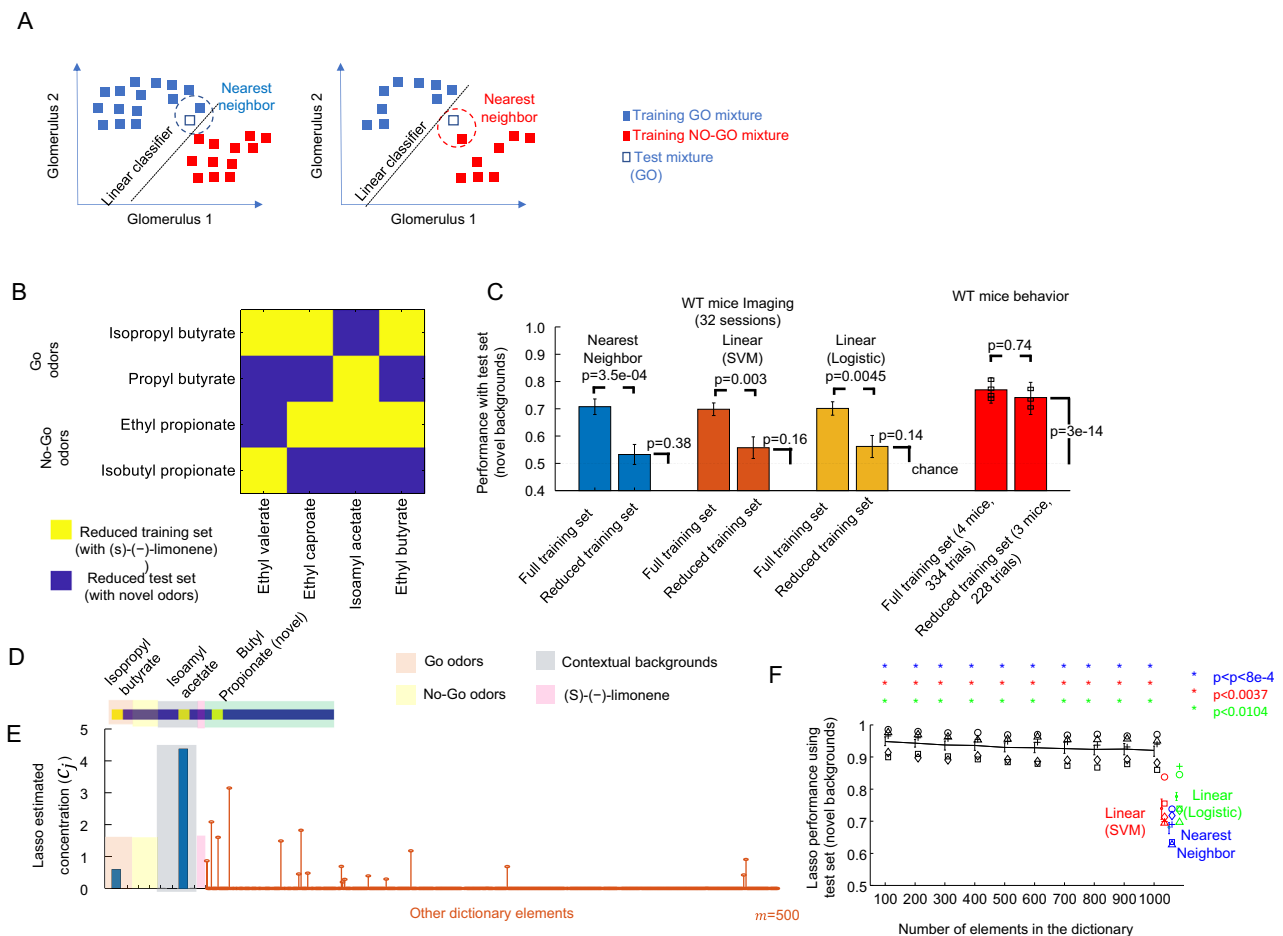 A
Glomerulus 2
Linear classifier
Nearest
neighbor
Glomerulus 1
Glomerulus 2
Linear classifier
Nearest
neighbor
Glomerulus 1
Training GO mixture
Training NO-GO mixture
Test mixture
(GO)
B
Go
odors
No-Go
odors
Isopropyl butyrate
Propyl butyrate
Ethyl propionate
Isobutyl propionate
Ethyl valerate
Ethyl caproate
Isoamyl acetate
Ethyl butyrate
Reduced training set
(with (s)-(−)-limonene)
)
Reduced test set
(with novel odors)
C
WT mice Imaging
(32 sessions)
WT mice behavior
Performance with test set
(novel backgrounds)
1.0
0.9
0.8
0.7
0.6
0.5
0.4
Nearest
Neighbor
p=3.5e-04
p=0.38
Linear
(SVM)
p=0.003
p=0.16
Linear
(Logistic)
p=0.0045
p=0.14
chance
p=0.74
p=3e-14
Full training set
Reduced training set
Full training set
Reduced training set
Full training set
Reduced training set
Full training set (4 mice,
334 trials)
Reduced training set (3 mice,
228 trials)
D
Isopropyl
butyrate
Isoamyl
acetate
Butyl
Propionate (novel)
Go odors
No-Go odors
Contextual backgrounds
(S)-(−)-limonene
E
Lasso estimated
concentration (cj)
5
4
3
2
1
0
Other dictionary elements
m=500
F
* * * * * * * * * * * p<p<8e-4
* * * * * * * * * * * p<0.0037
* * * * * * * * * * * p<0.0104
Lasso performance using
test set (novel backgrounds)
1
0.9
0.8
0.7
0.6
0.5
Linear
(SVM)
Linear
(Logistic)
Nearest
Neighbor
100 200 300 400 500 600 700 800 900 1000
Number of elements in the dictionary